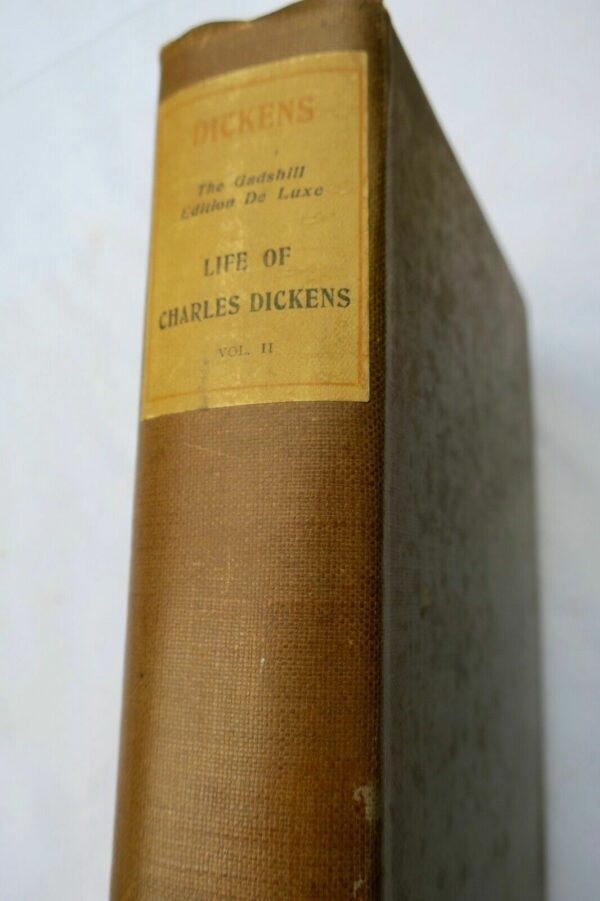 DICKENS
The Gadshill
Edition De Luxe
LIFE OF
CHARLES DICKENS
VOL. II